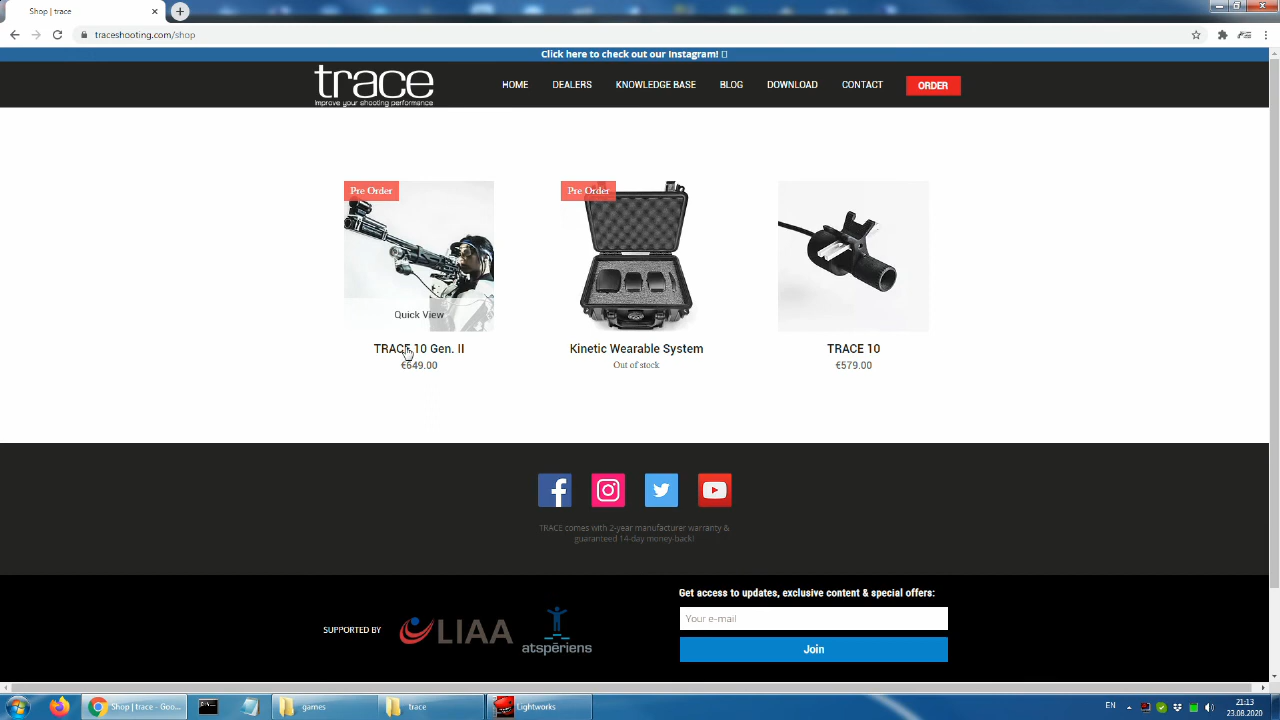 Shop | trace
traceshooting.com/shop
Click here to check out our Instagram!
trace
Improve your shooting performance
HOME DEALERS KNOWLEDGE BASE BLOG DOWNLOAD CONTACT ORDER
Pre Order
Pre Order
Quick View
TRACE 10 Gen. II
Kinetic Wearable System
TRACE 10
€649.00
Out of stock
€579.00
TRACE comes with 2-year manufacturer warranty &
guaranteed 14-day money-back!
Get access to updates, exclusive content & special offers:
Your e-mail
Join
SUPPORTED BY
LIAA
atspēriens
Shop | trace - Goo...
games
trace
Lightworks
EN
21:13
23.08.2020